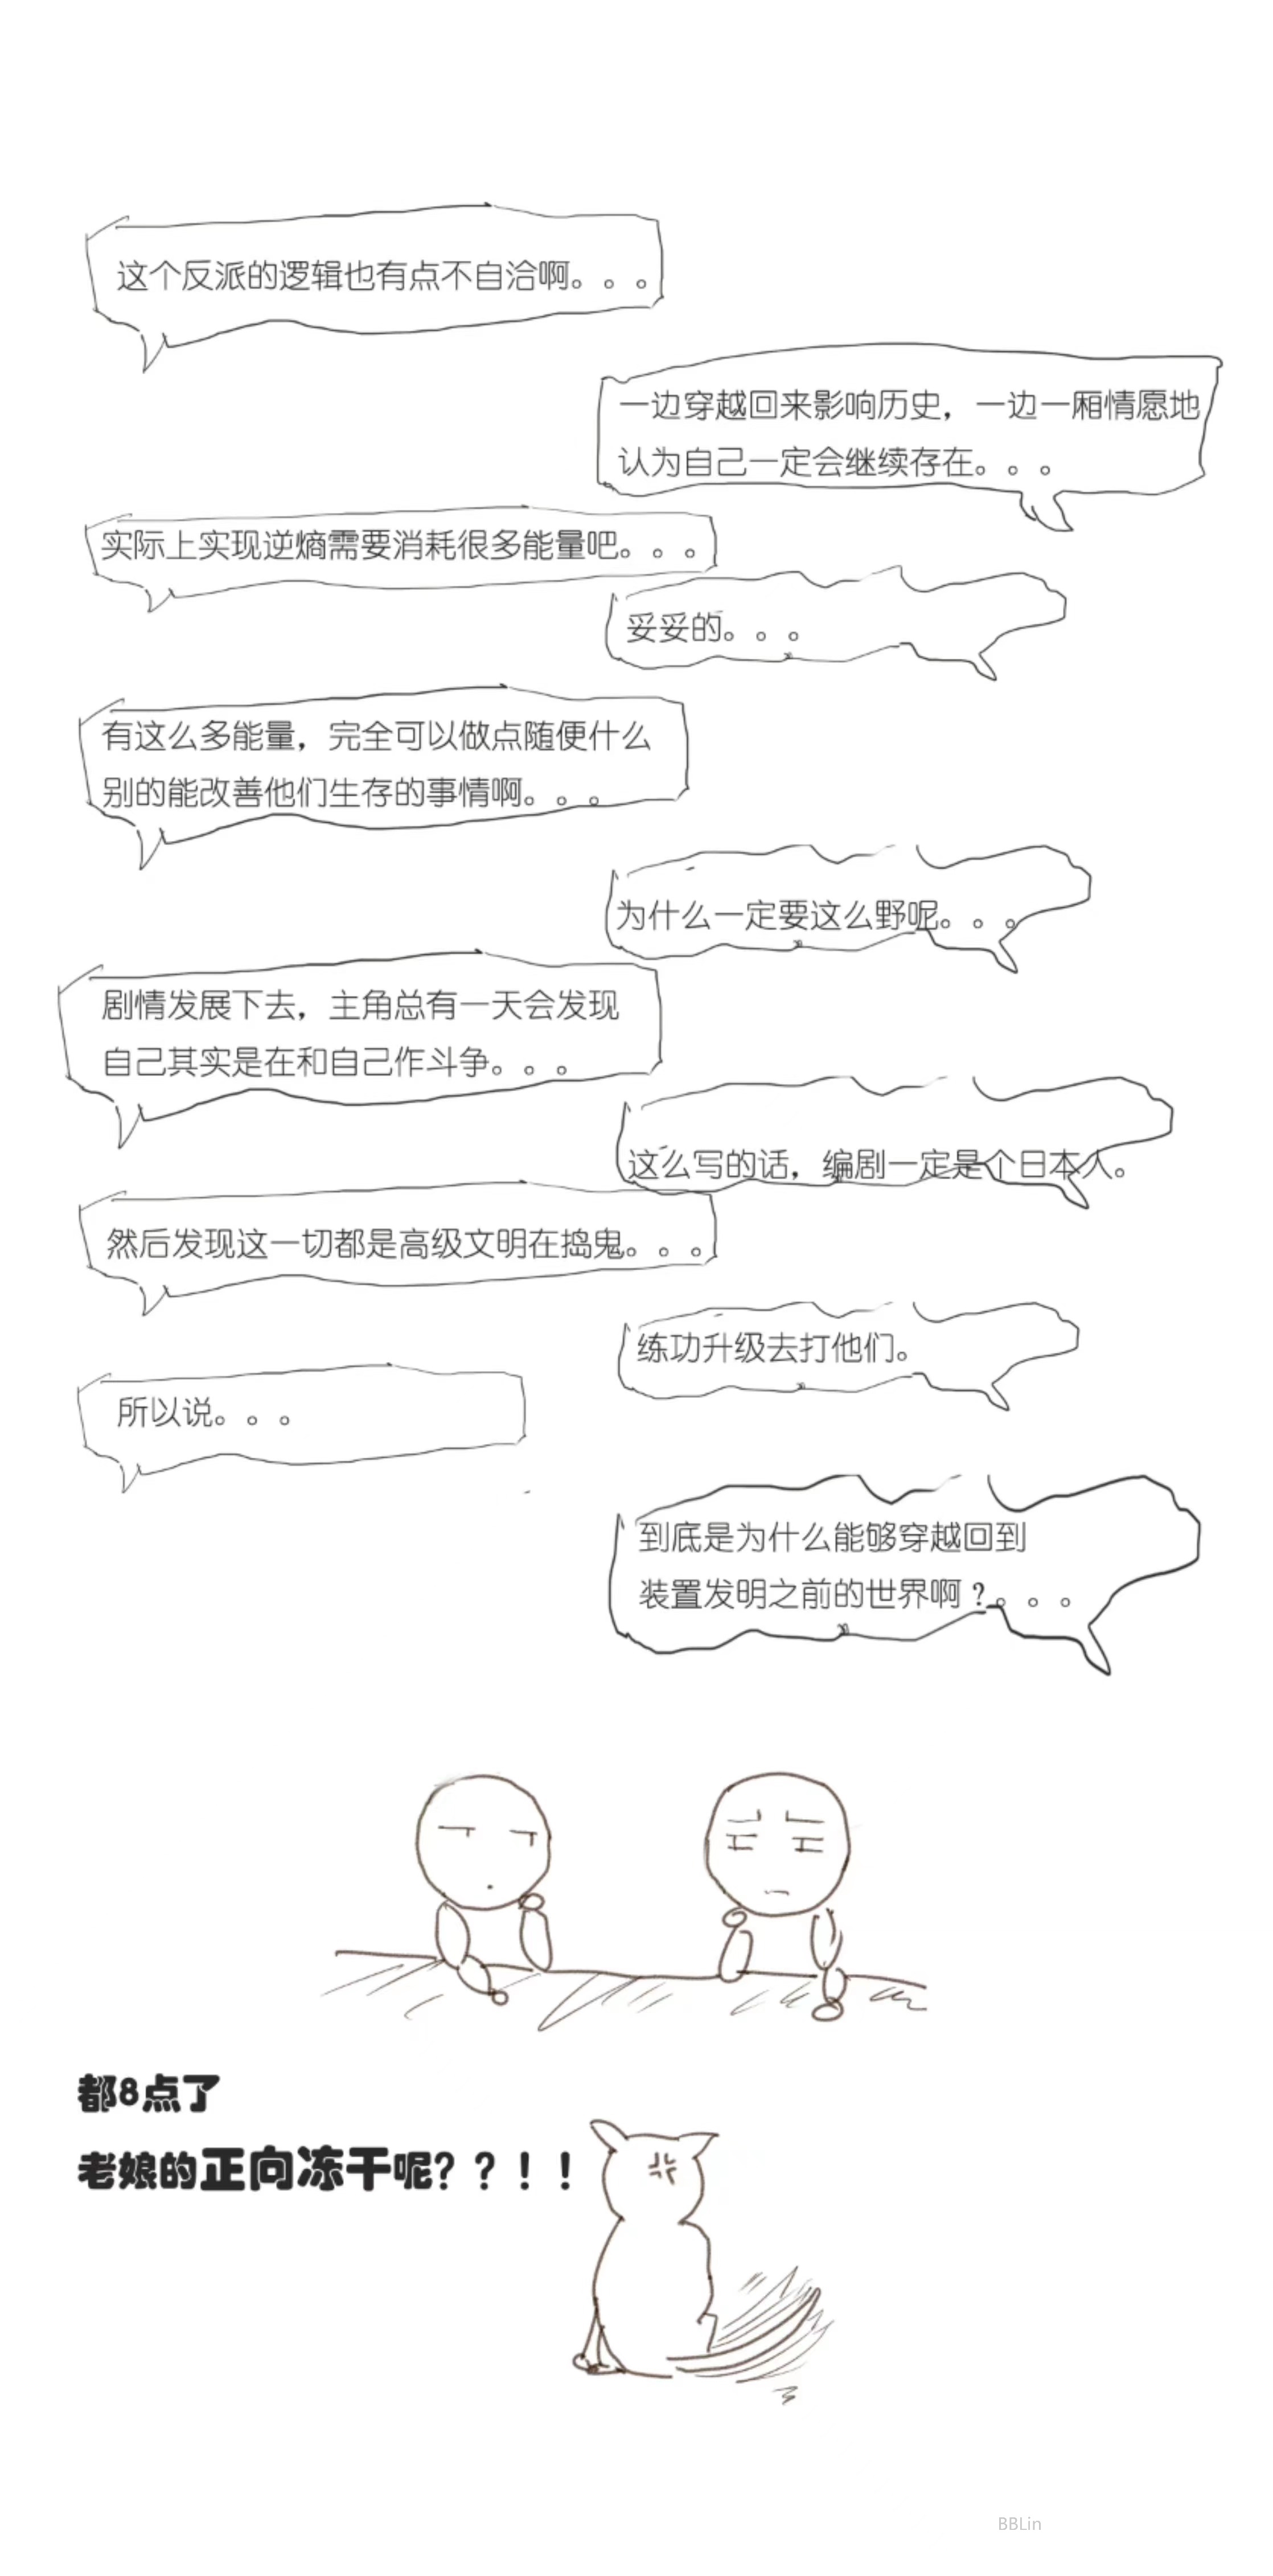 这个反派的逻辑也有点不自洽啊。。。
一边穿越回来影响历史，一边一厢情愿地
认为自己一定会继续存在。。。
实际上实现逆熵需要消耗很多能量吧。。。
妥妥的。。。
有这么多能量，完全可以做点随便什么
别的能改善他们生存的事情啊。。。
为什么一定要这么野呢。。。
剧情发展下去，主角总有一天会发现
自己其实是在和自己作斗争。。。
这么写的话，编剧一定是个日本人。
然后发现这一切都是高级文明在捣鬼。。。
练功升级去打他们。
所以说。。。
到底是为什么能够穿越回到
装置发明之前的世界啊？。。。
都8点了
老娘的正向冻干呢？？！！
BBLin